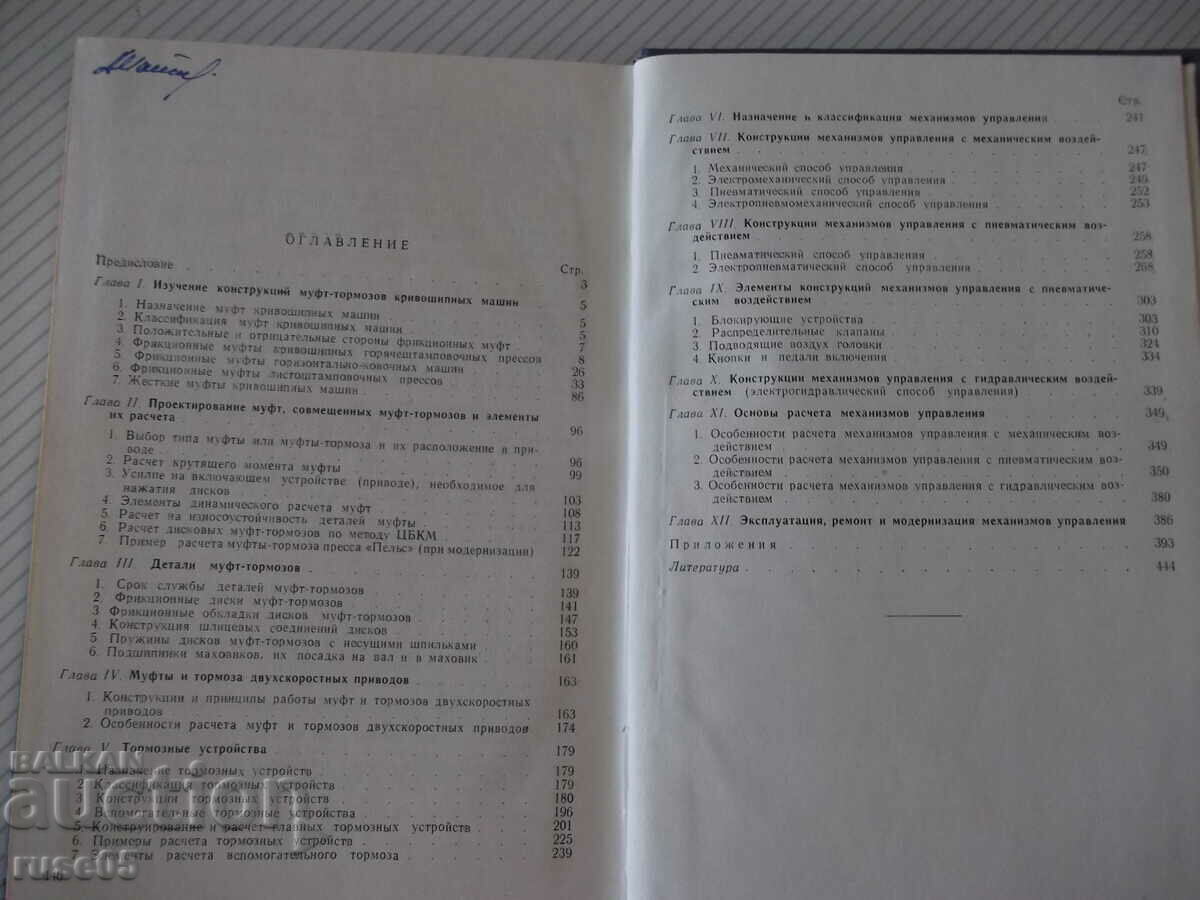 ОГЛАВЛЕНИЕ
Стр.
Предисловие 3
Глава I. Изучение конструкций муфт-тормозов кривошипных машин 5
1. Назначение муфт кривошипных машин 5
2. Классификация муфт кривошипных машин 5
3. Положительные и отрицательные стороны фрикционных муфт 7
4. Фрикционные муфты кривошипных горячештамповочных прессов 8
5. Фрикционные муфты горизонтально-ковочных машин 26
6. Фрикционные муфты листоштамповочных прессов 33
7. Жесткие муфты кривошипных машин 86
Глава II. Проектирование муфт, совмещенных муфт-тормозов и элементы
их расчета 96
1. Выбор типа муфты или муфты-тормоза и их расположение в при-
воде 96
2. Расчет крутящего момента муфты 99
3. Усилие на включающем устройстве (приводе), необходимое для
нажатия дисков 103
4. Элементы динамического расчета муфт 108
5. Расчет на износоустойчивость деталей муфты 113
6. Расчет дисковых муфт-тормозов по методу ЦБКМ 117
7. Пример расчета муфты-тормоза пресса «Пельс» (при модернизации) 122
Глава III. Детали муфт-тормозов 139
1. Срок службы деталей муфт-тормозов 139
2. Фрикционные диски муфт-тормозов 141
3 Фрикционные обкладки дисков муфт-тормозов 147
4. Конструкция шлицевых соединений дисков 153
5. Пружины дисков муфт-тормозов с несущими шпильками 160
6. Подшипники маховиков, их посадка на вал и в маховик 161
Глава IV. Муфты и тормоза двухскоростных приводов 163
1. Конструкции и принципы работы муфт и тормозов двухскоростных
приводов 163
2. Особенности расчета муфт и тормозов двухскоростных приводов 174
Глава V. Тормозные устройства 179
1. Назначение тормозных устройств 179
2. Классификация тормозных устройств 179
3. Конструкции тормозных устройств 180
4. Вспомогательные тормозные устройства 196
5. Конструирование и расчет главных тормозных устройств 201
6. Примеры расчета тормозных устройств 225
7. Элементы расчета вспомогательного тормоза 239
Стр.
Глава VI. Назначение и классификация механизмов управления 241
Глава VII. Конструкции механизмов управления с механическим воздей-
ствием 247
1. Механический способ управления 247
2. Электромеханический способ управления 249
3. Пневматический способ управления 252
4. Электропневмомеханический способ управления 253
Глава VIII. Конструкции механизмов управления с пневматическим воз-
действием 258
1. Пневматический способ управления 258
2 Электропневматический способ управления 268
Глава IX. Элементы конструкций механизмов управления с пневматиче-
ским воздействием 303
1. Блокирующие устройства 303
2. Распределительные клапаны 310
3. Подводящие воздух головки 324
4. Кнопки и педали включения 334
Глава X. Конструкции механизмов управления с гидравлическим воздей-
ствием (электрогидравлический способ управления) 339
Глава XI. Основы расчета механизмов управления 349
1. Особенности расчета механизмов управления с механическим воз-
действием 349
2. Особенности расчета механизмов управления с пневматическим воз-
действием 350
3. Особенности расчета механизмов управления с гидравлическим воз-
действием 380
Глава XII. Эксплуатация, ремонт и модернизация механизмов управления 386
Приложения 393
Литература 444
BALKAN
auction
ruse05